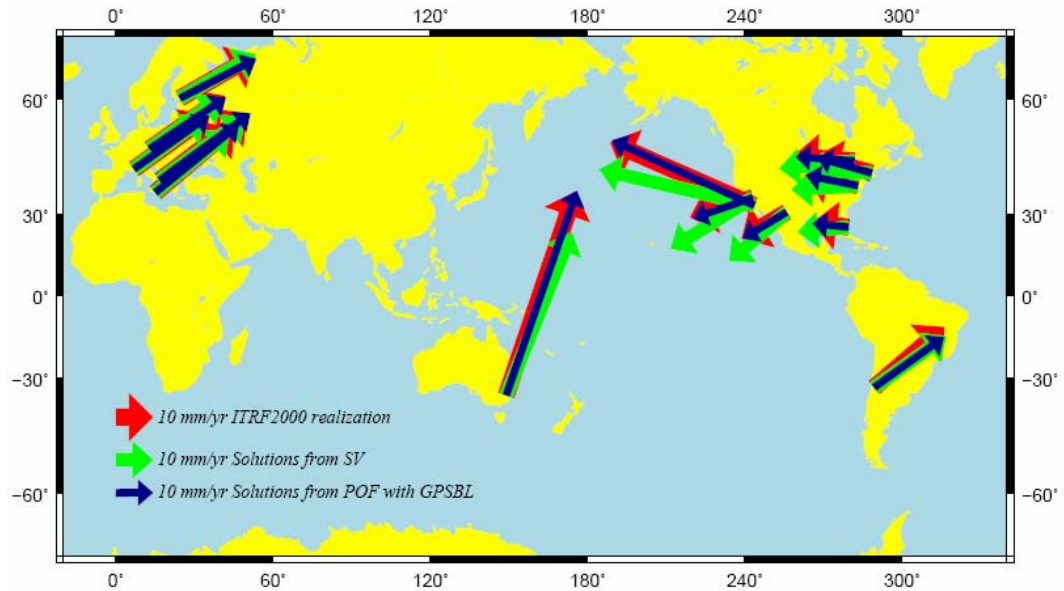 0° 60° 120° 180° 240° 300°
60° 60°
30° 30°
0° 0°
−30° −30°
10 mm/yr ITRF2000 realization
10 mm/yr Solutions from SV
10 mm/yr Solutions from POF with GPSBL
−60° −60°
0° 60° 120° 180° 240° 300°